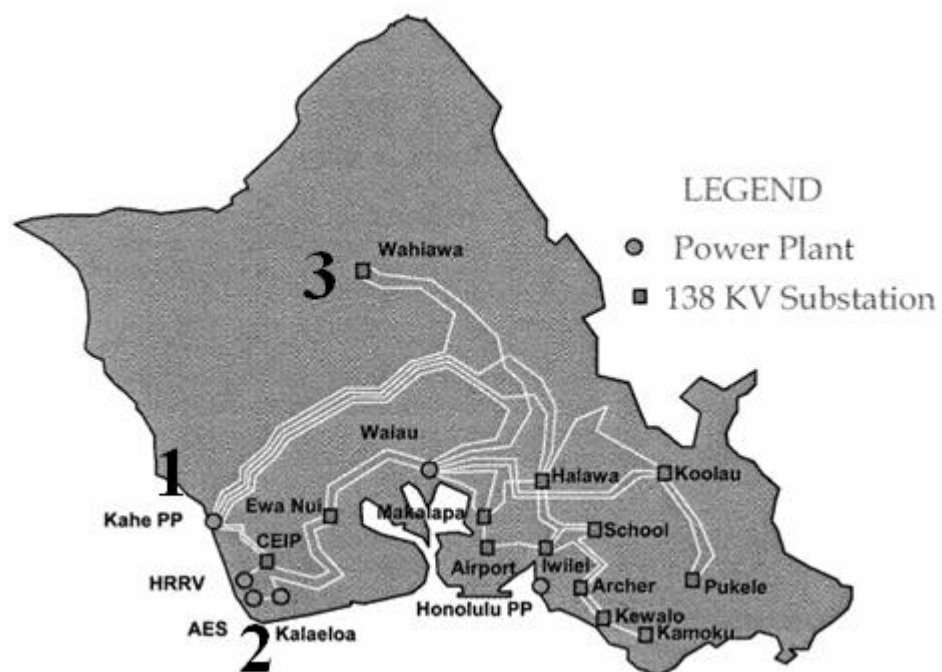 LEGEND
Power Plant
138 KV Substation
3
Wahiawa
Waiau
1
Halawa
Koolau
Kahe PP
Ewa Nui
Makalapa
School
CEIP
Airport
Iwilei
HRRV
Honolulu PP
Archer
Pukele
AES
2
Kalaeloa
Kewalo
Kamoku